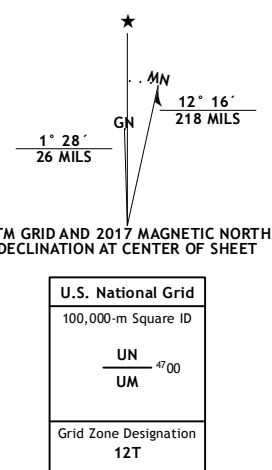 ★
MN
GN
12° 16´
218 MILS
1° 28´
26 MILS
TM GRID AND 2017 MAGNETIC NORTH
DECLINATION AT CENTER OF SHEET
U.S. National Grid
100,000-m Square ID
UN
4700
UM
Grid Zone Designation
12T